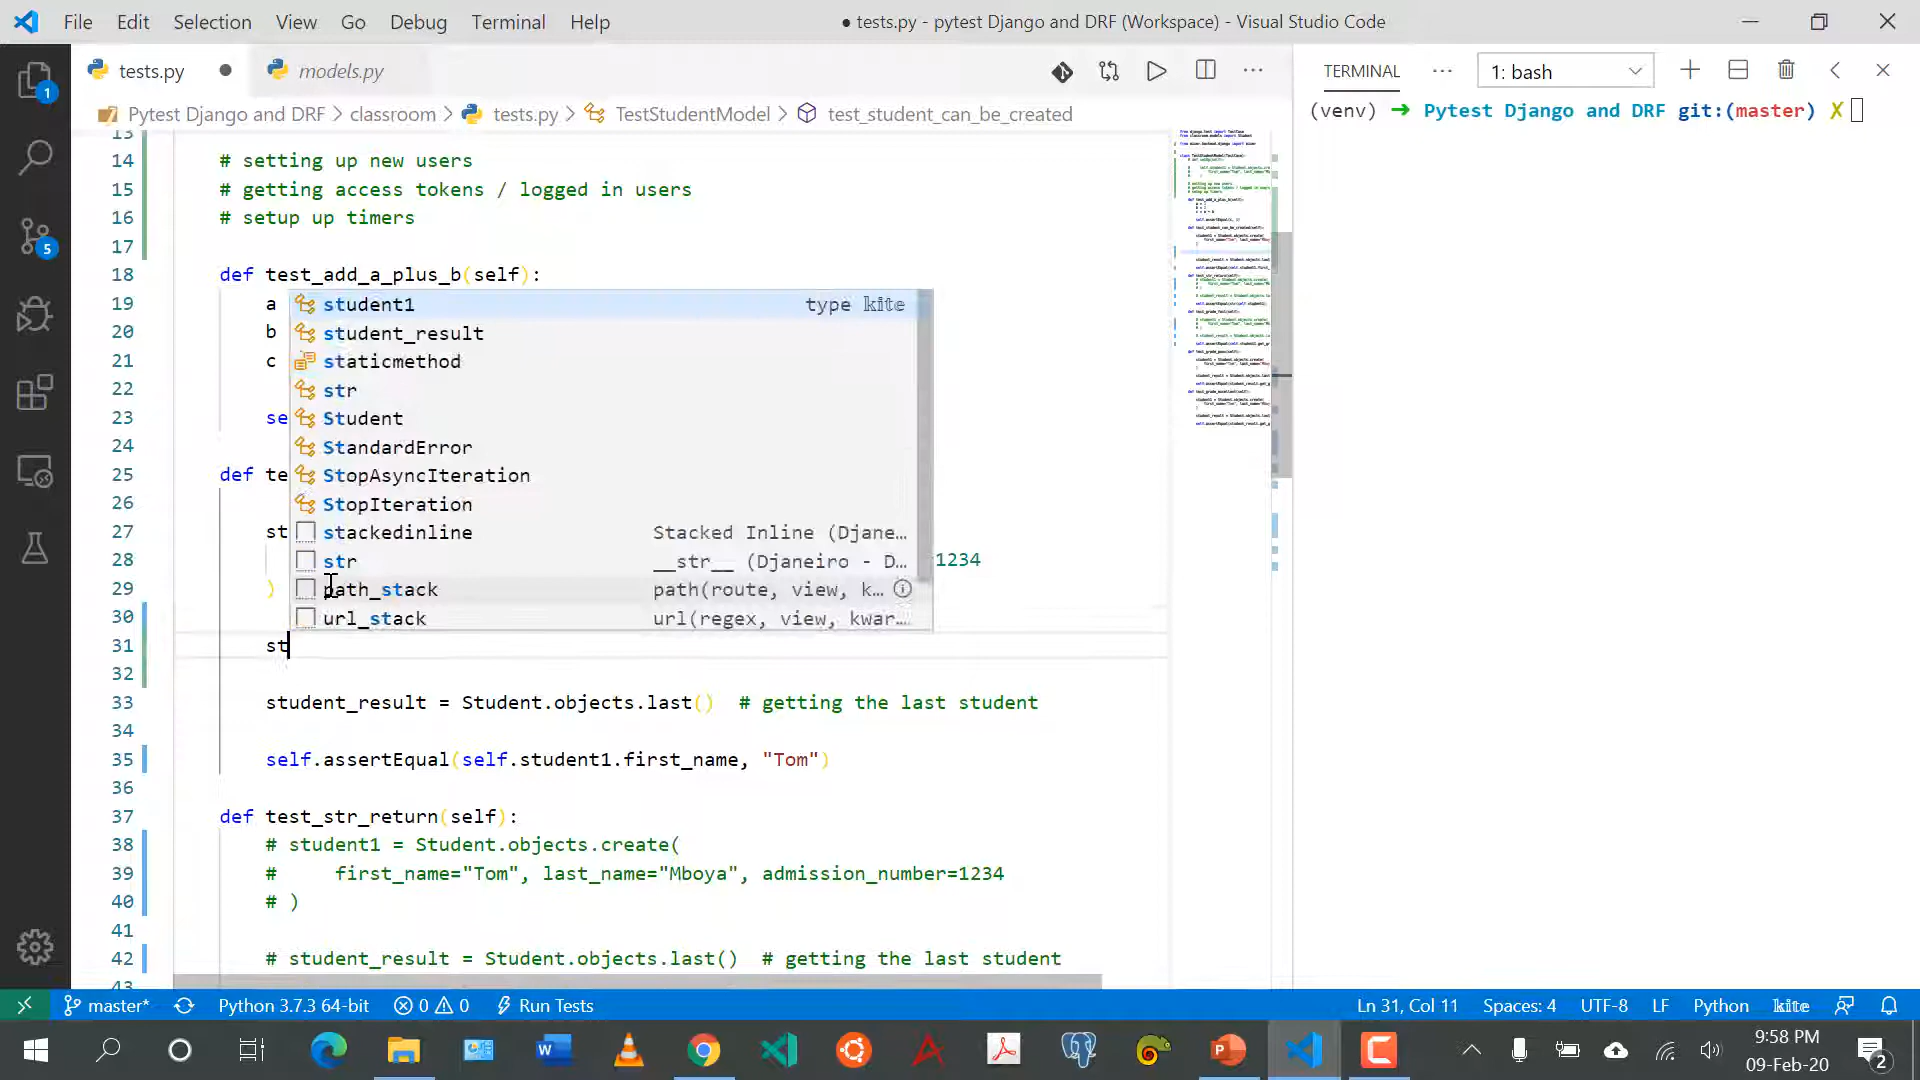 File Edit Selection View Go Debug Terminal Help
● tests.py - pytest Django and DRF (Workspace) - Visual Studio Code
tests.py
models.py
TERMINAL
1: bash
Pytest Django and DRF > classroom > tests.py > TestStudentModel > test_student_can_be_created
(venv) → Pytest Django and DRF git:(master) ✗
13
14 # setting up new users
15 # getting access tokens / logged in users
16 # setup up timers
17
18 def test_add_a_plus_b(self):
19 a
20 b
21 c
22
23 se
24
25 def te
26
27 st
28 1234
29 )
30
31 st
32
33 student_result = Student.objects.last() # getting the last student
34
35 self.assertEqual(self.student1.first_name, "Tom")
36
37 def test_str_return(self):
38 # student1 = Student.objects.create(
39 # first_name="Tom", last_name="Mboya", admission_number=1234
40 # )
41
42 # student_result = Student.objects.last() # getting the last student
43
student1 type kite
student_result
staticmethod
str
Student
StandardError
StopAsyncIteration
StopIteration
stackedinline Stacked Inline (Djane…
str __str__ (Djaneiro - D…
path_stack path(route, view, k…
url_stack url(regex, view, kwar…
1
5
master* Python 3.7.3 64-bit 0 0 Run Tests
Ln 31, Col 11 Spaces: 4 UTF-8 LF Python kite
9:58 PM
09-Feb-20
2